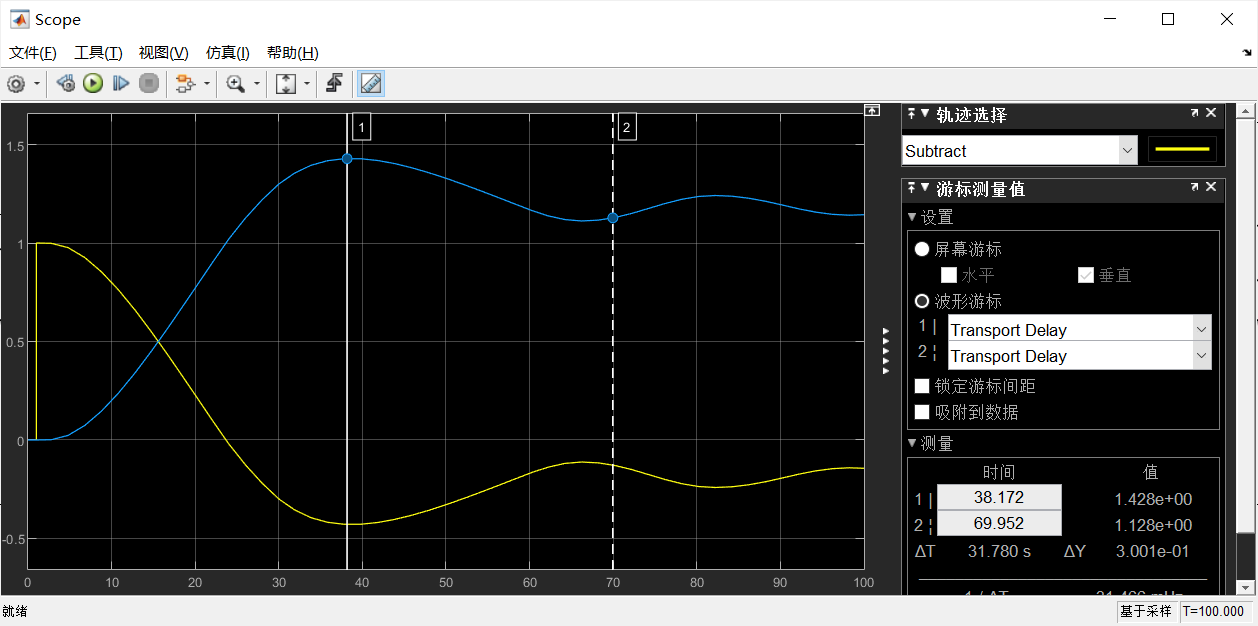 Scope
文件(F) 工具(T) 视图(V) 仿真(I) 帮助(H)
1 2
1.5
1
0.5
0
-0.5
0 10 20 30 40 50 60 70 80 90 100
轨迹选择
Subtract
游标测量值
设置
屏幕游标
水平 垂直
波形游标
1 | Transport Delay
2 ¦ Transport Delay
锁定游标间距
吸附到数据
测量
时间 值
1 | 38.172 1.428e+00
2 ¦ 69.952 1.128e+00
ΔT 31.780 s ΔY 3.001e-01
1 / ΔT 31.466 mHz
就绪 基于采样 T=100.000